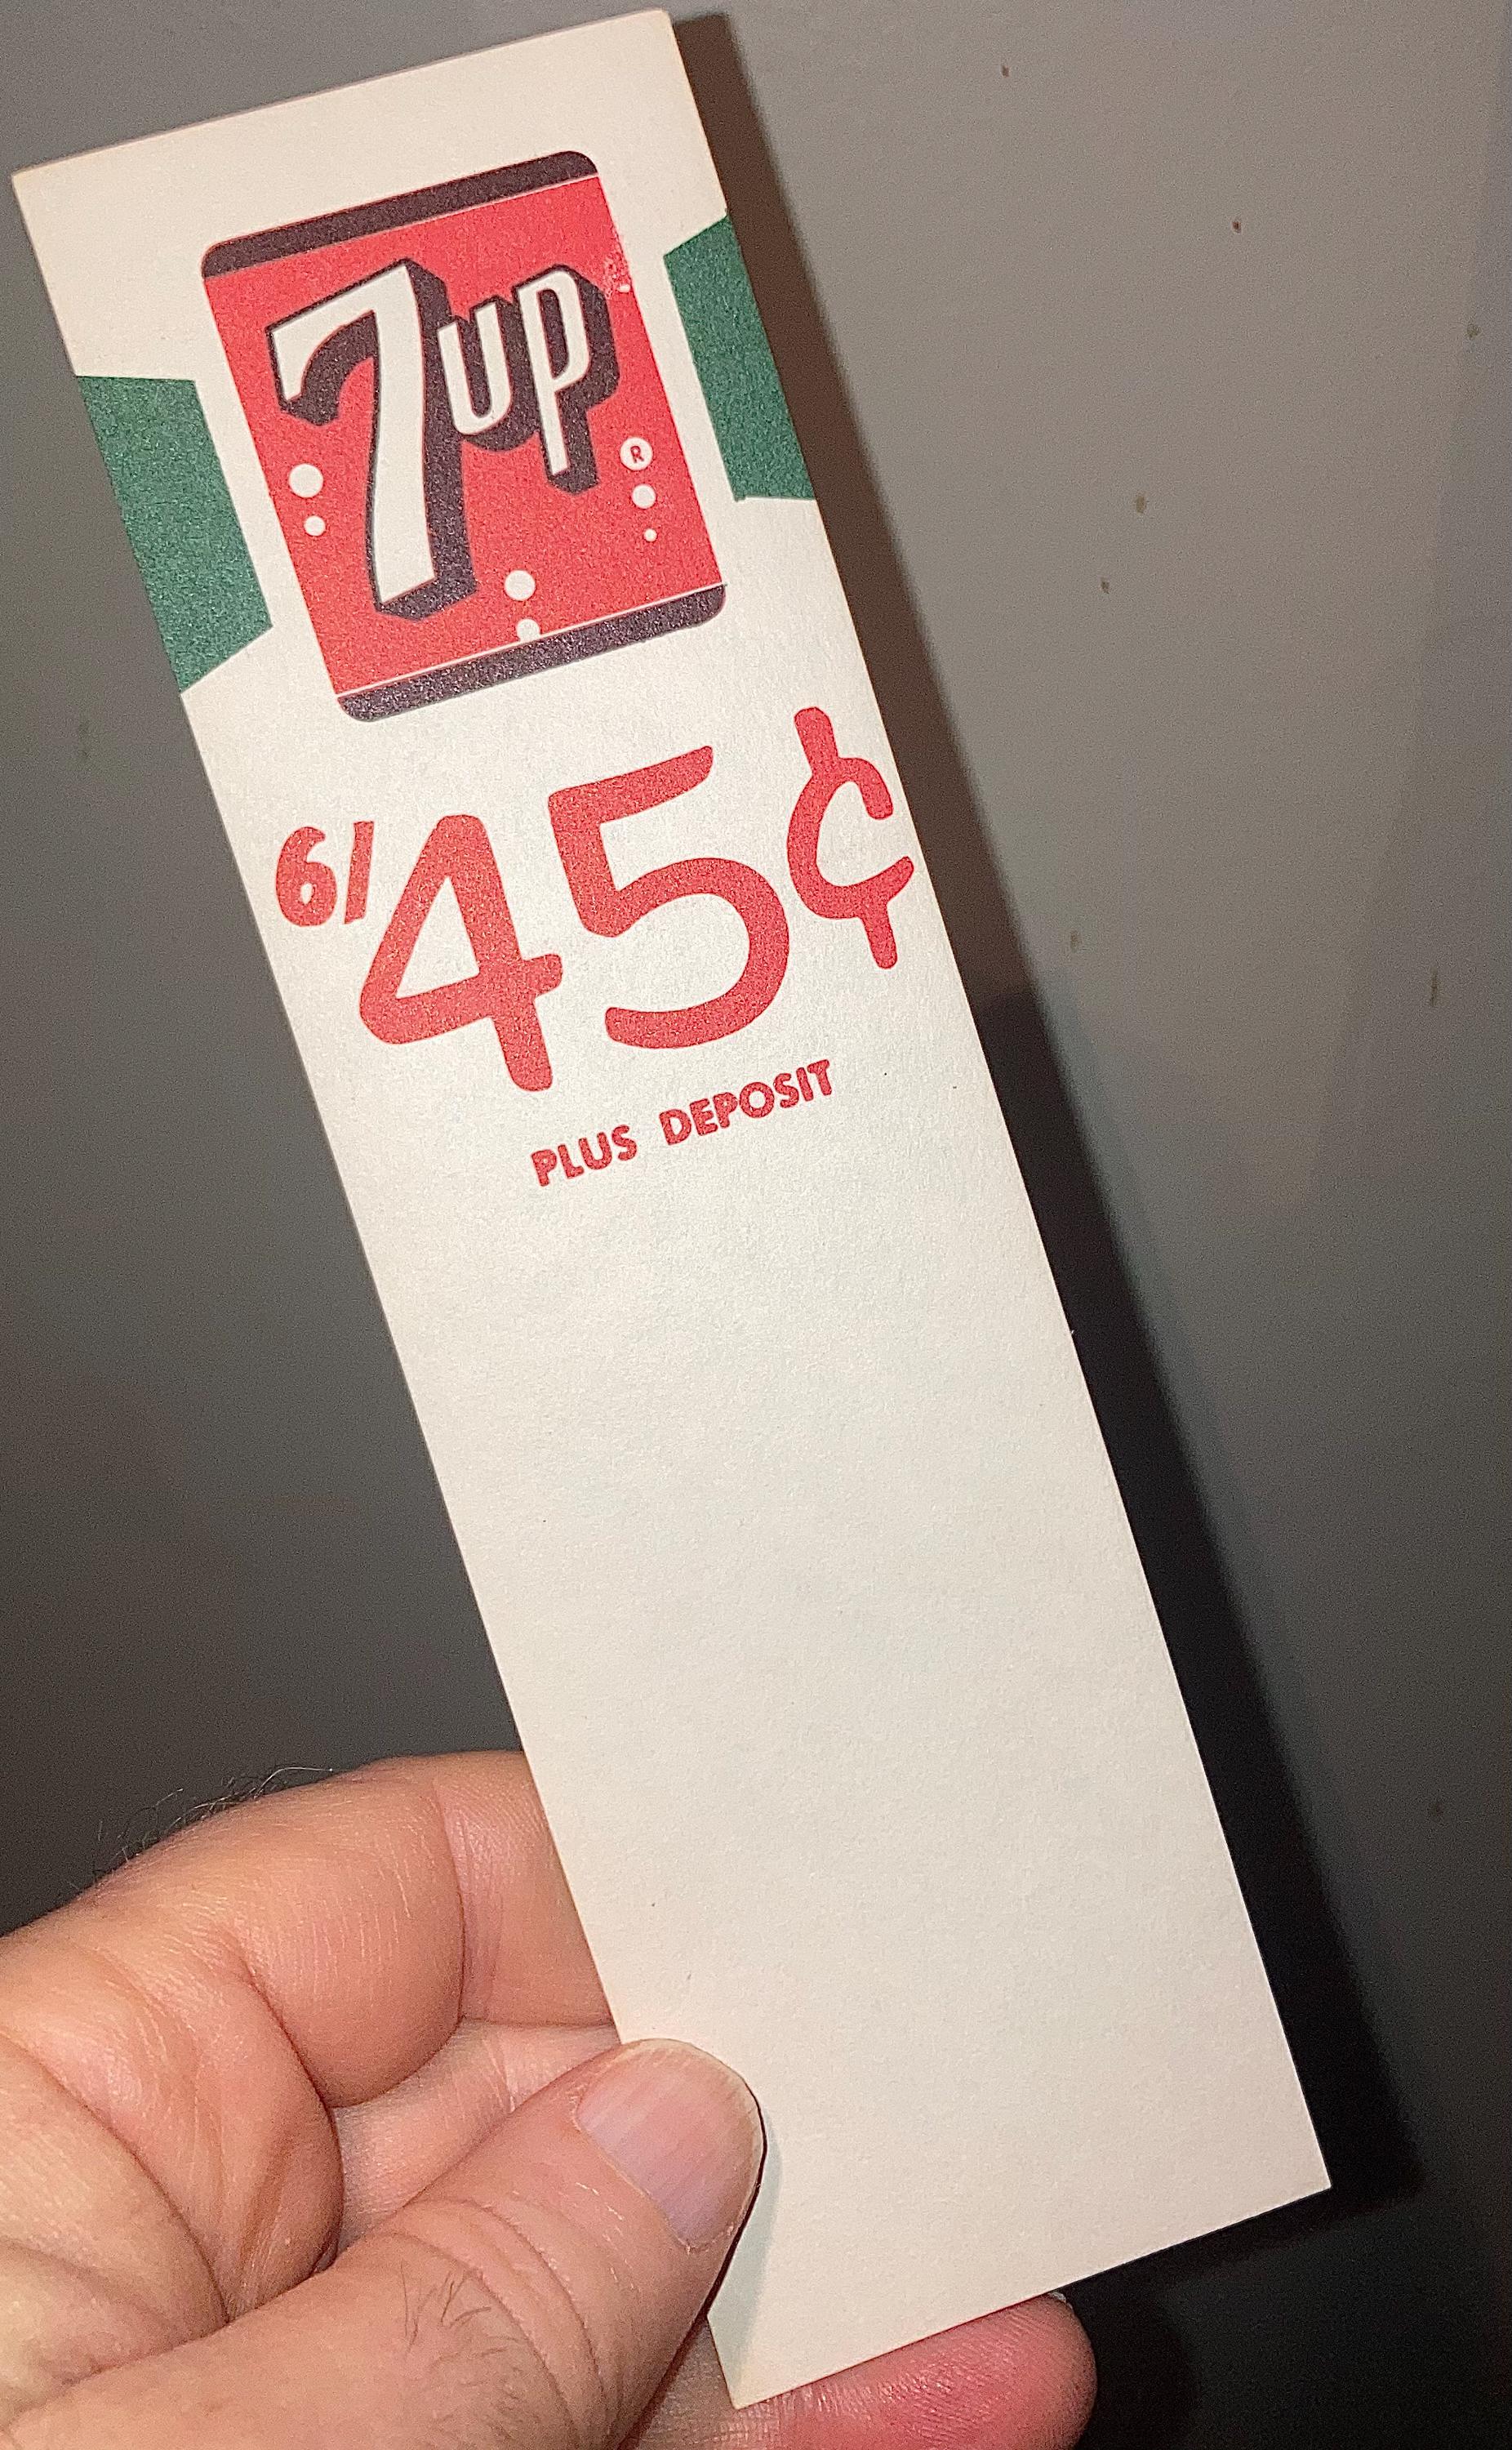 7up
®
6/45¢
PLUS DEPOSIT